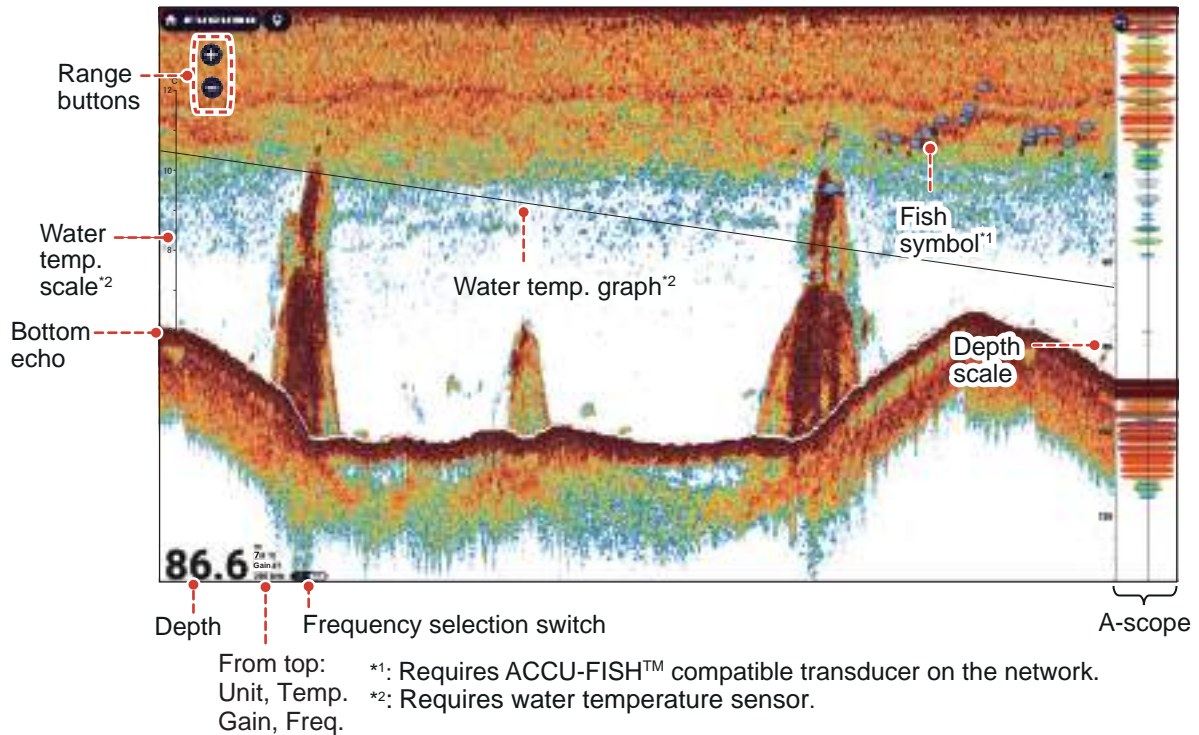 FURUNO
Range
buttons
°C
12
10
8
Water
temp.
scale*2
Bottom
echo
Water temp. graph*2
Fish
symbol*1
Depth
scale
120
86.6
Gain
Depth
Frequency selection switch
A-scope
From top:
Unit, Temp.
Gain, Freq.
*1: Requires ACCU-FISH™ compatible transducer on the network.
*2: Requires water temperature sensor.